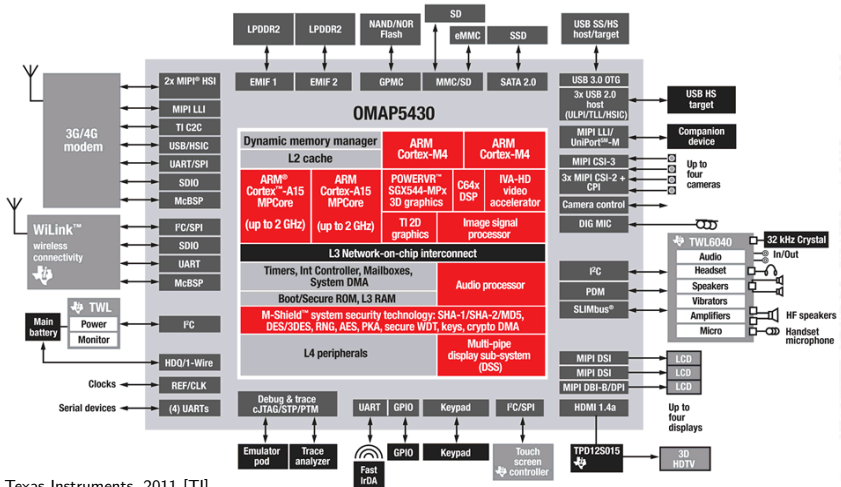 SD
LPDDR2
LPDDR2
NAND/NOR
Flash
eMMC
SSD
USB SS/HS
host/target
EMIF 1
EMIF 2
GPMC
MMC/SD
SATA 2.0
USB 3.0 OTG
3x USB 2.0
host
(ULPI/TLL/HSIC)
MIPI LLI/
UniPort℠-M
MIPI CSI-3
3x MIPI CSI-2 +
CPI
Camera control
DIG MIC
USB HS
target
Companion
device
Up to
four
cameras
3G/4G
modem
2x MIPI® HSI
MIPI LLI
TI C2C
USB/HSIC
UART/SPI
SDIO
McBSP
WiLink™
wireless
connectivity
I²C/SPI
SDIO
UART
McBSP
TWL
Power
Monitor
Main
battery
I²C
HDQ/1-Wire
Clocks
REF/CLK
Serial devices
(4) UARTs
OMAP5430
Dynamic memory manager
L2 cache
ARM
Cortex-M4
ARM
Cortex-M4
ARM®
Cortex™-A15
MPCore
(up to 2 GHz)
ARM
Cortex-A15
MPCore
(up to 2 GHz)
POWERVR™
SGX544-MPx
3D graphics
C64x
DSP
IVA-HD
video
accelerator
TI 2D
graphics
Image signal
processor
L3 Network-on-chip interconnect
Timers, Int Controller, Mailboxes,
System DMA
Boot/Secure ROM, L3 RAM
Audio processor
M-Shield™ system security technology: SHA-1/SHA-2/MD5,
DES/3DES, RNG, AES, PKA, secure WDT, keys, crypto DMA
L4 peripherals
Multi-pipe
display sub-system
(DSS)
I²C
PDM
SLIMbus®
TWL6040
Audio
Headset
Speakers
Vibrators
Amplifiers
Micro
32 kHz Crystal
In/Out
HF speakers
Handset
microphone
MIPI DSI
MIPI DSI
MIPI DBI-B/DPI
HDMI 1.4a
LCD
LCD
LCD
Up to
four
displays
Debug & trace
cJTAG/STP/PTM
UART
GPIO
Keypad
I²C/SPI
Emulator
pod
Trace
analyzer
Fast
IrDA
GPIO
Keypad
Touch
screen
controller
TPD12S015
3D
HDTV
Texas Instruments, 2011 [TI]